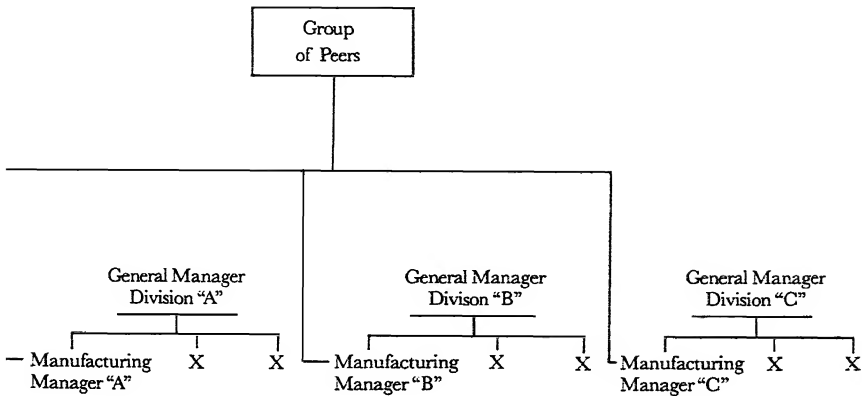 Group
of Peers
General Manager
Division “A”
General Manager
Divison “B”
General Manager
Division “C”
Manufacturing
Manager “A”
X
X
Manufacturing
Manager “B”
X
X
Manufacturing
Manager “C”
X
X